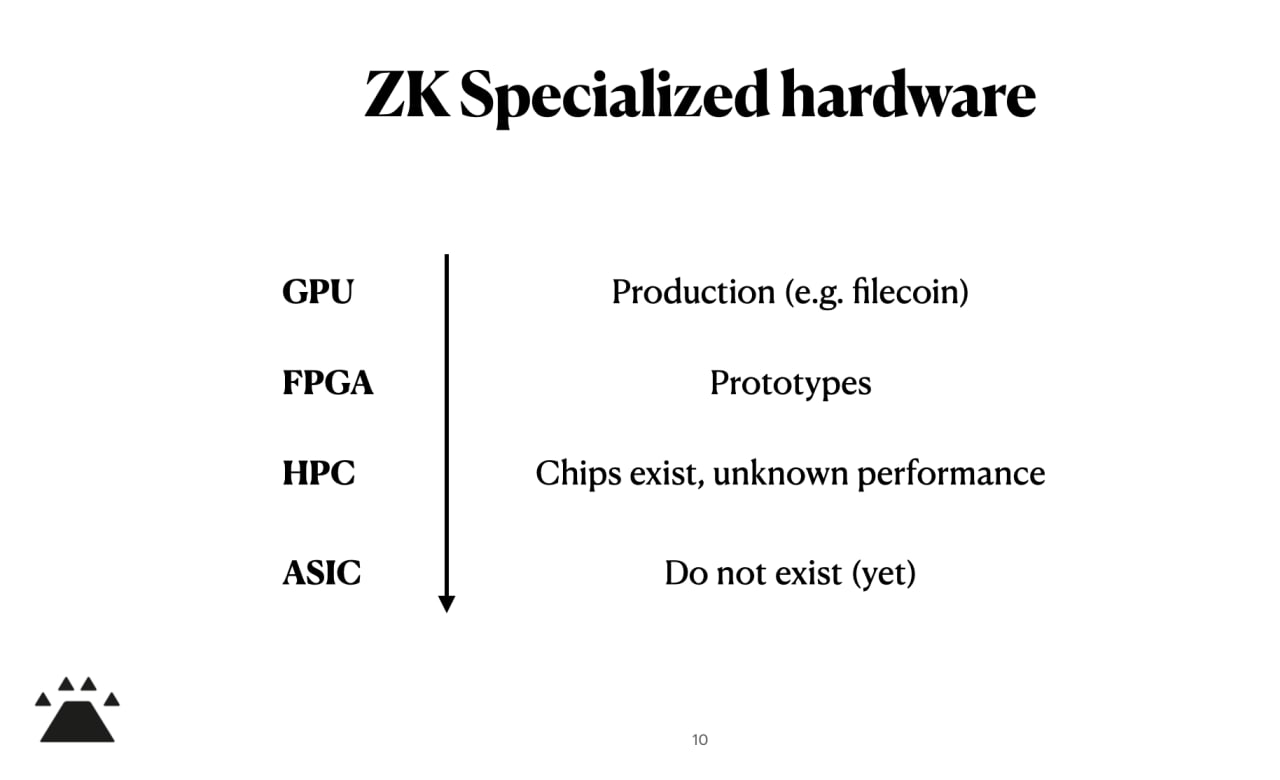 ZK Specialized hardware
GPU Production (e.g. filecoin)
FPGA Prototypes
HPC Chips exist, unknown performance
ASIC Do not exist (yet)
10